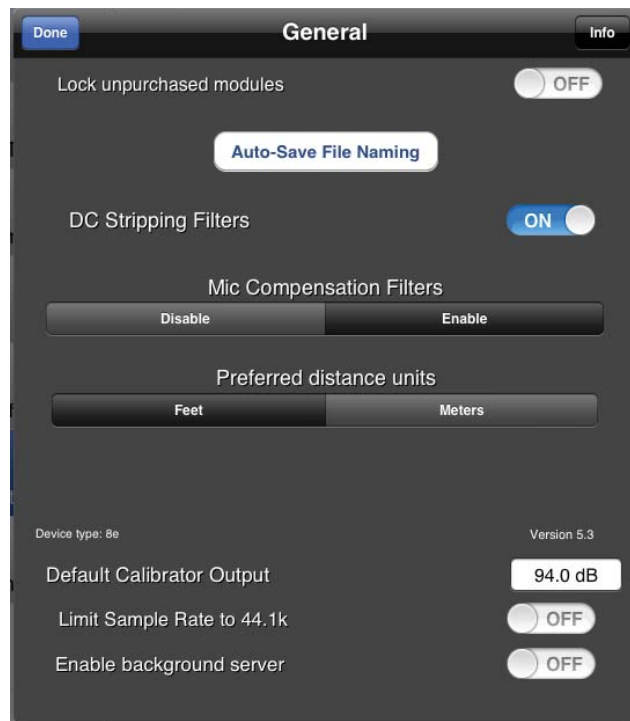 Done General Info
Lock unpurchased modules OFF
Auto-Save File Naming
DC Stripping Filters ON
Mic Compensation Filters
Disable Enable
Preferred distance units
Feet Meters
Device type: 8e Version 5.3
Default Calibrator Output 94.0 dB
Limit Sample Rate to 44.1k OFF
Enable background server OFF